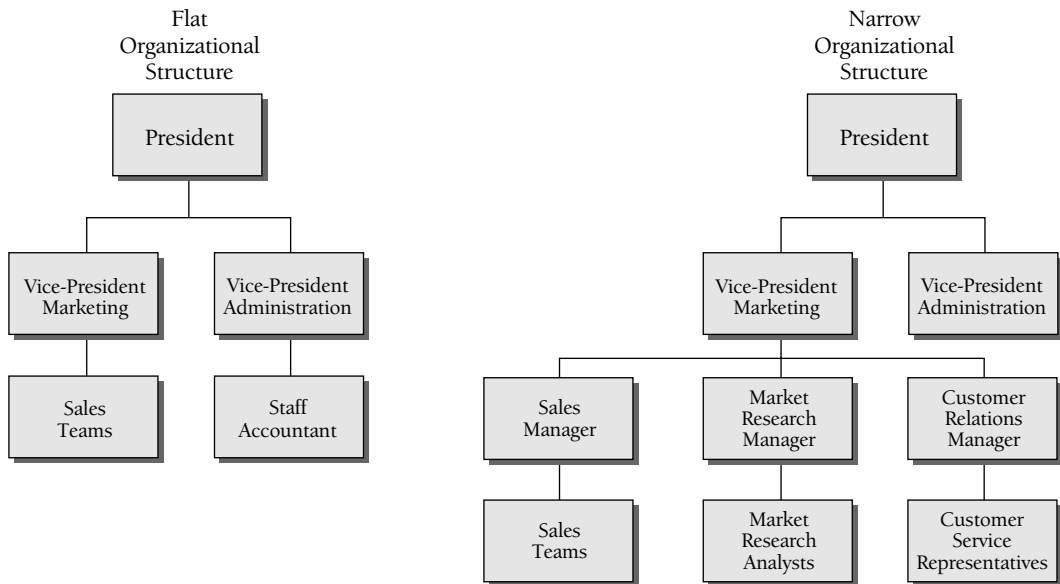 Flat
Organizational
Structure
President
Vice-President
Marketing
Vice-President
Administration
Sales
Teams
Staff
Accountant
Narrow
Organizational
Structure
President
Vice-President
Marketing
Vice-President
Administration
Sales
Manager
Market
Research
Manager
Customer
Relations
Manager
Sales
Teams
Market
Research
Analysts
Customer
Service
Representatives